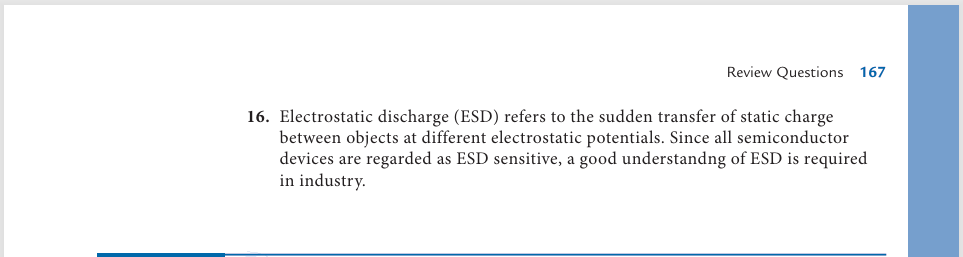 Review Questions 167
16. Electrostatic discharge (ESD) refers to the sudden transfer of static charge
between objects at different electrostatic potentials. Since all semiconductor
devices are regarded as ESD sensitive, a good understandng of ESD is required
in industry.